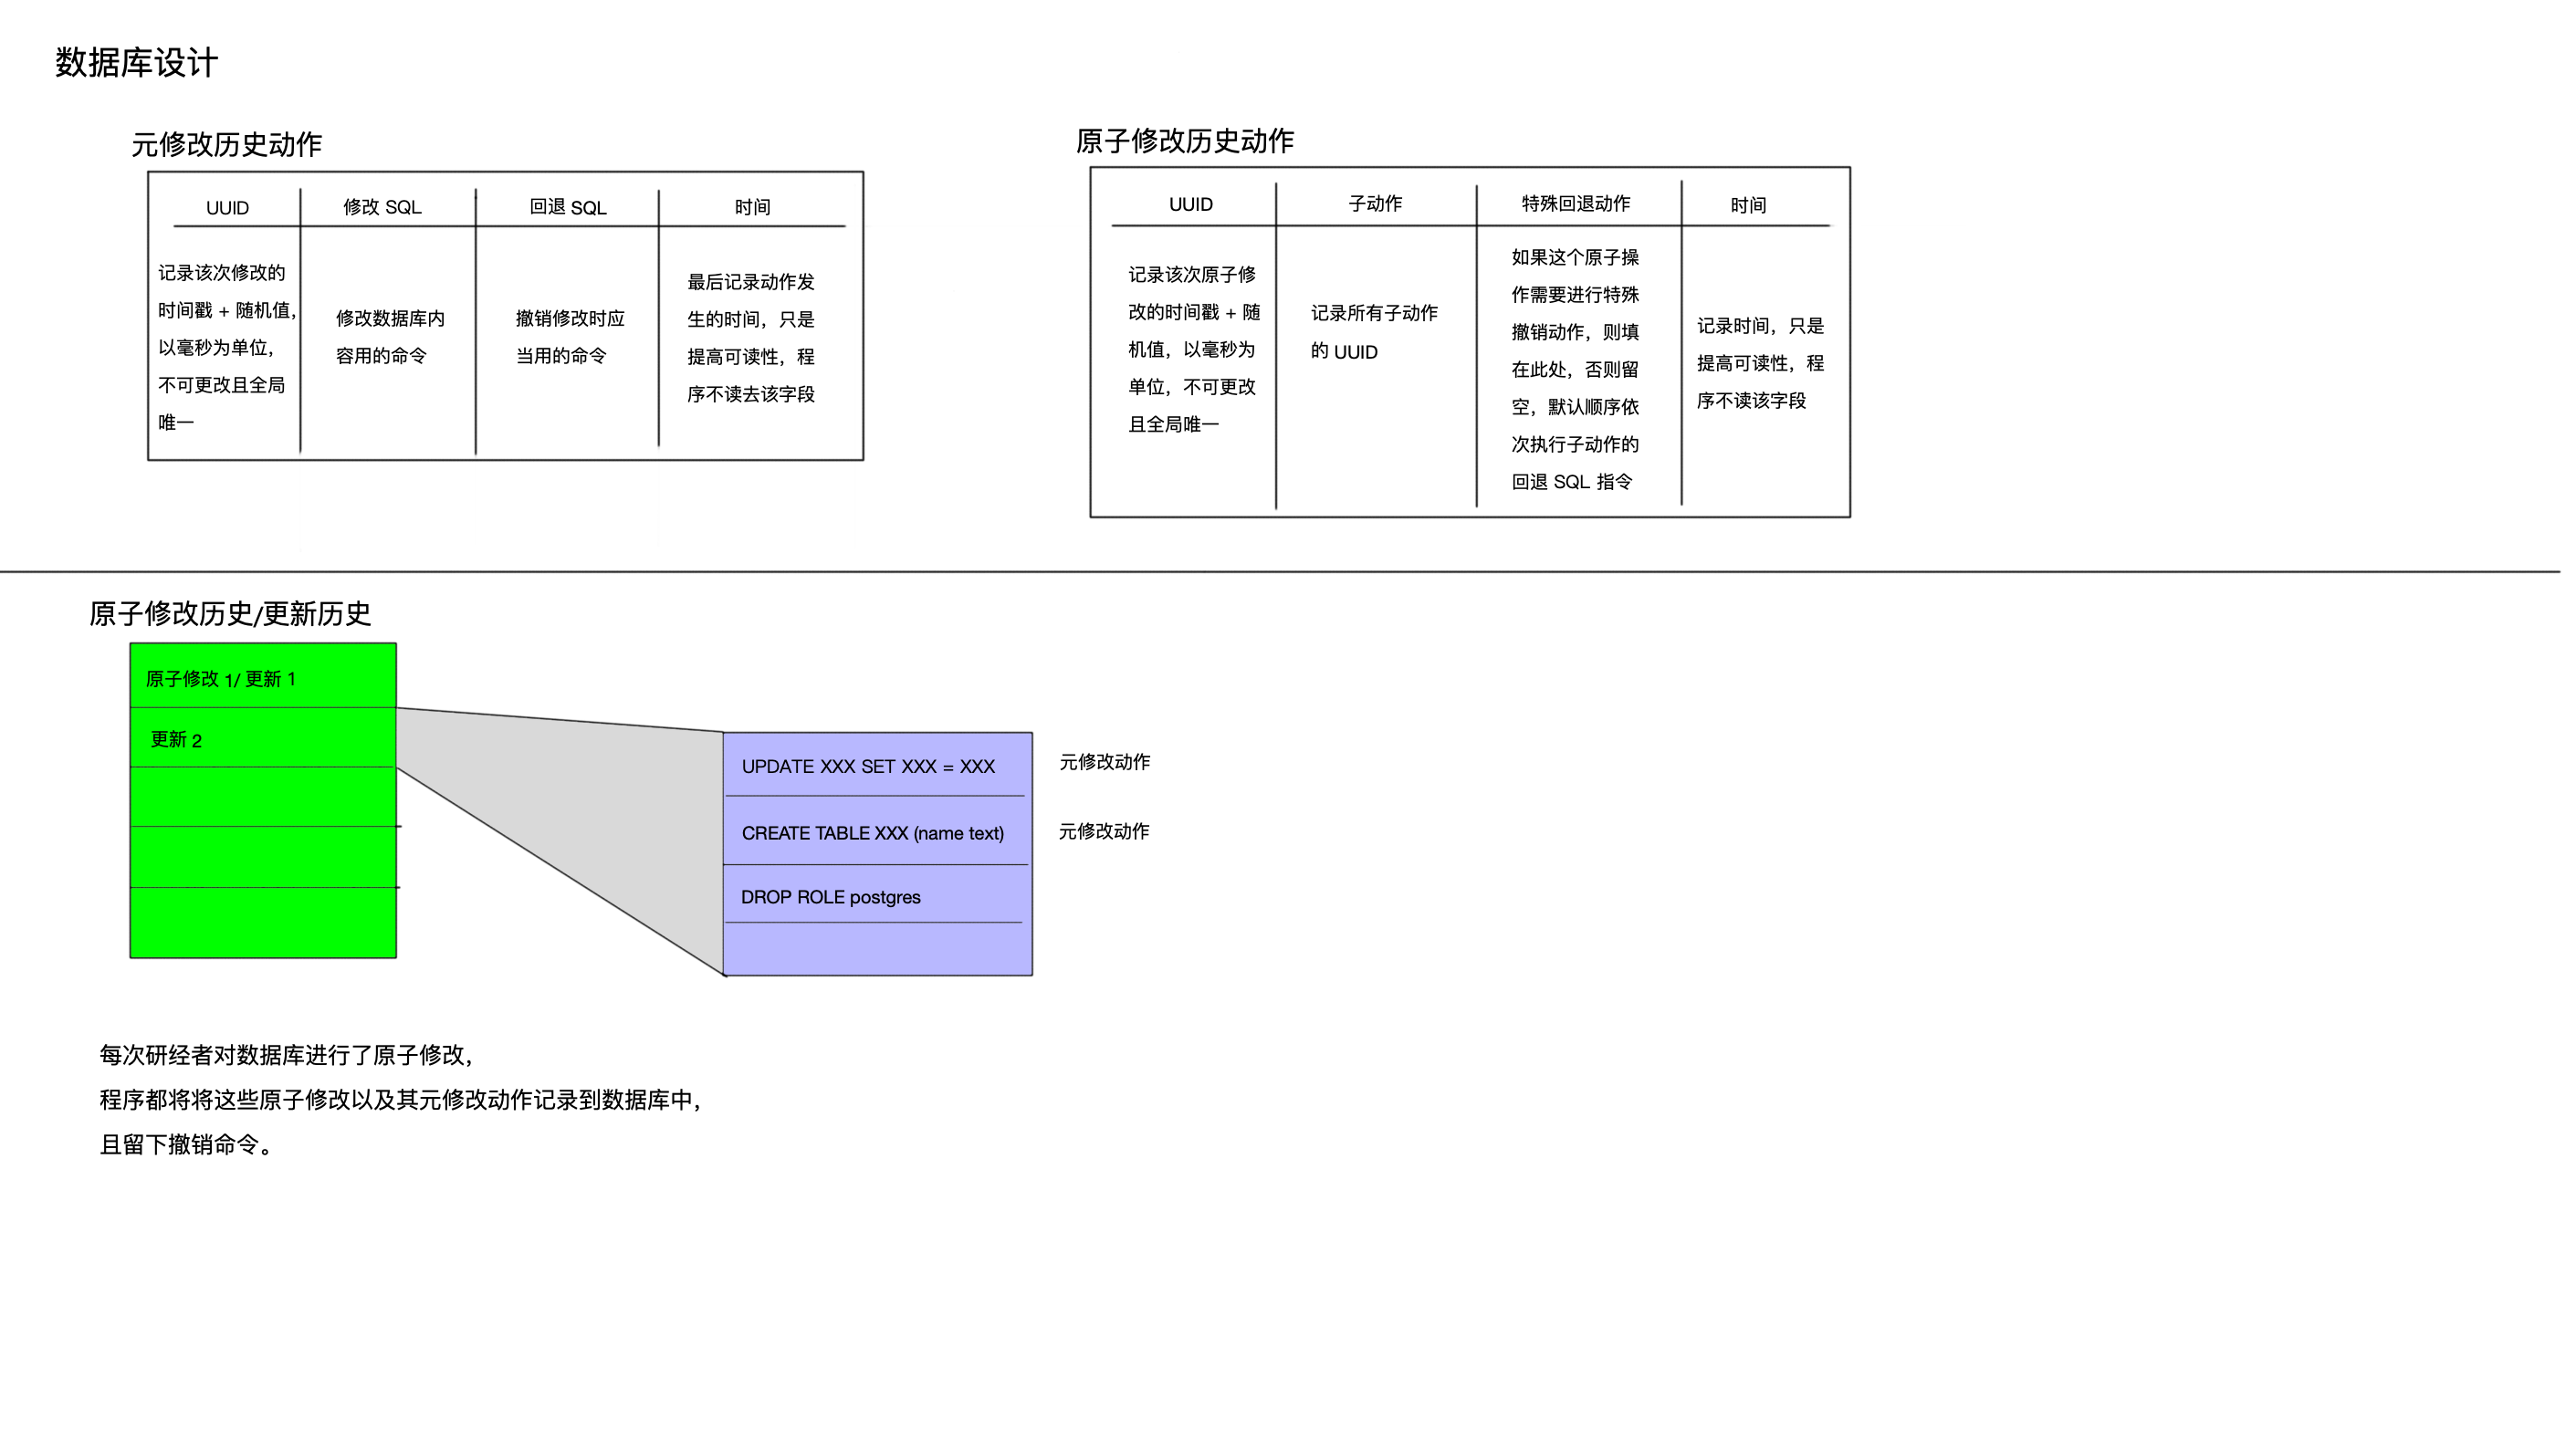 数据库设计
元修改历史动作
UUID
修改 SQL
回退 SQL
时间
记录该次修改的
时间戳 + 随机值,
以毫秒为单位,
不可更改且全局
唯一
修改数据库内
容用的命令
撤销修改时应
当用的命令
最后记录动作发
生的时间，只是
提高可读性，程
序不读去该字段
原子修改历史动作
UUID
子动作
特殊回退动作
时间
记录该次原子修
改的时间戳 + 随
机值，以毫秒为
单位，不可更改
且全局唯一
记录所有子动作
的 UUID
如果这个原子操
作需要进行特殊
撤销动作，则填
在此处，否则留
空，默认顺序依
次执行子动作的
回退 SQL 指令
记录时间，只是
提高可读性，程
序不读该字段
原子修改历史/更新历史
原子修改 1/ 更新 1
更新 2
UPDATE XXX SET XXX = XXX
元修改动作
CREATE TABLE XXX (name text)
元修改动作
DROP ROLE postgres
每次研经者对数据库进行了原子修改，
程序都将将这些原子修改以及其元修改动作记录到数据库中，
且留下撤销命令。